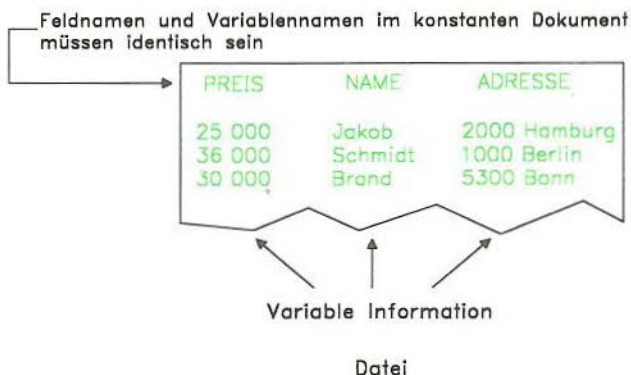 Feldnamen und Variablennamen im konstanten Dokument
müssen identisch sein
PREIS NAME ADRESSE
25 000 Jakob 2000 Hamburg
36 000 Schmidt 1000 Berlin
30 000 Brand 5300 Bonn
Variable Information
Datei